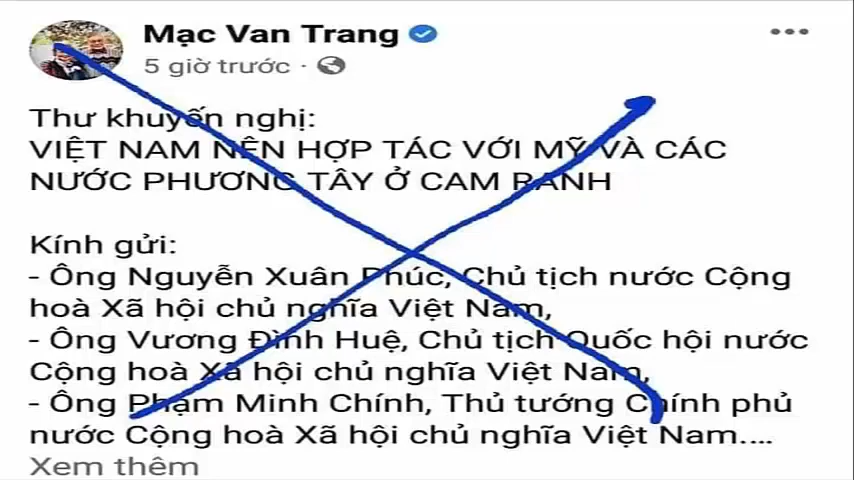 Mạc Van Trang
5 giờ trước ·
Thư khuyến nghị:
VIỆT NAM NÊN HỢP TÁC VỚI MỸ VÀ CÁC
NƯỚC PHƯƠNG TÂY Ở CAM RANH
Kính gửi:
- Ông Nguyễn Xuân Phúc, Chủ tịch nước Cộng
hoà Xã hội chủ nghĩa Việt Nam,
- Ông Vương Đình Huệ, Chủ tịch Quốc hội nước
Cộng hoà Xã hội chủ nghĩa Việt Nam,
- Ông Phạm Minh Chính, Thủ tướng Chính phủ
nước Cộng hoà Xã hội chủ nghĩa Việt Nam....
Xem thêm